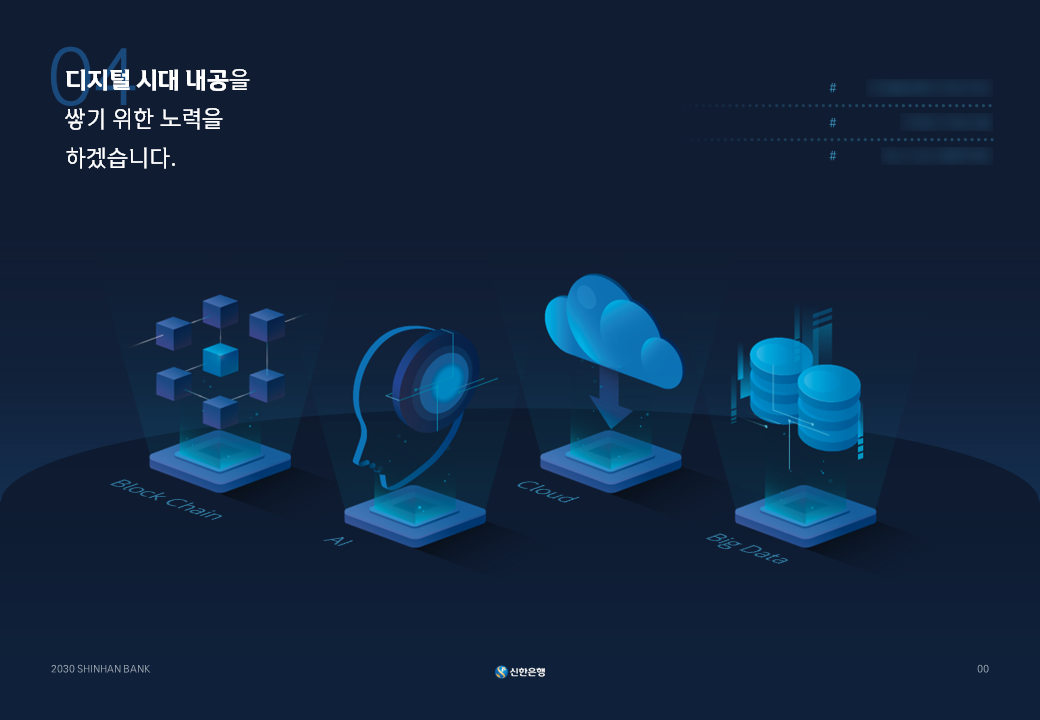 04
디지털 시대 내공을
쌓기 위한 노력을
하겠습니다.
#
#
#
Block Chain
AI
Cloud
Big Data
2030 SHINHAN BANK
신한은행
00